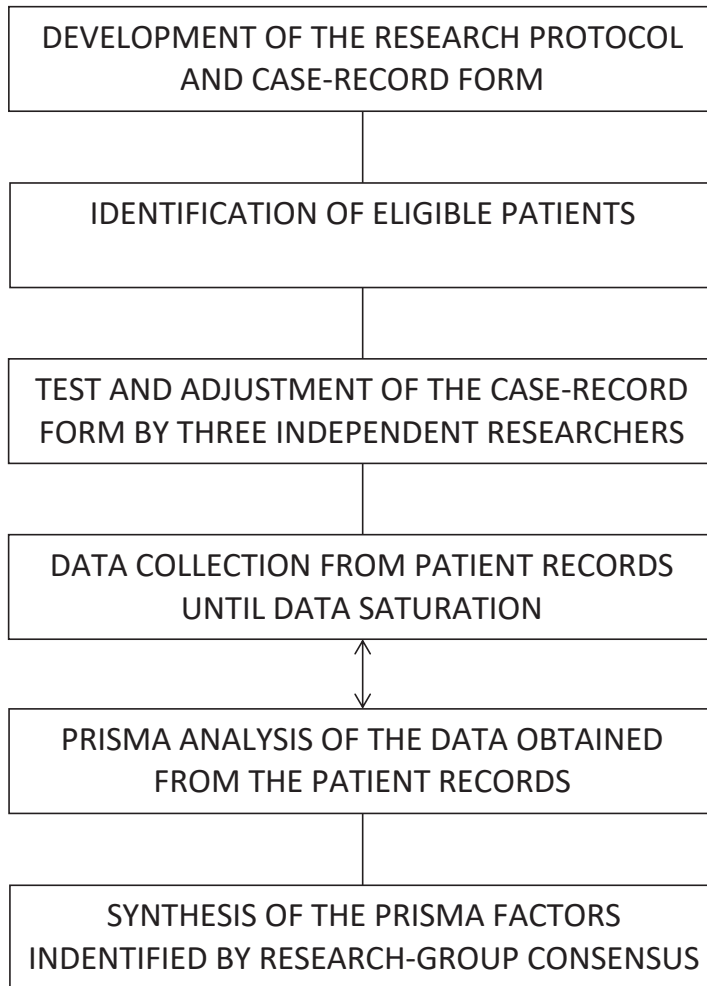 DEVELOPMENT OF THE RESEARCH PROTOCOL
AND CASE-RECORD FORM
IDENTIFICATION OF ELIGIBLE PATIENTS
TEST AND ADJUSTMENT OF THE CASE-RECORD
FORM BY THREE INDEPENDENT RESEARCHERS
DATA COLLECTION FROM PATIENT RECORDS
UNTIL DATA SATURATION
PRISMA ANALYSIS OF THE DATA OBTAINED
FROM THE PATIENT RECORDS
SYNTHESIS OF THE PRISMA FACTORS
INDENTIFIED BY RESEARCH-GROUP CONSENSUS